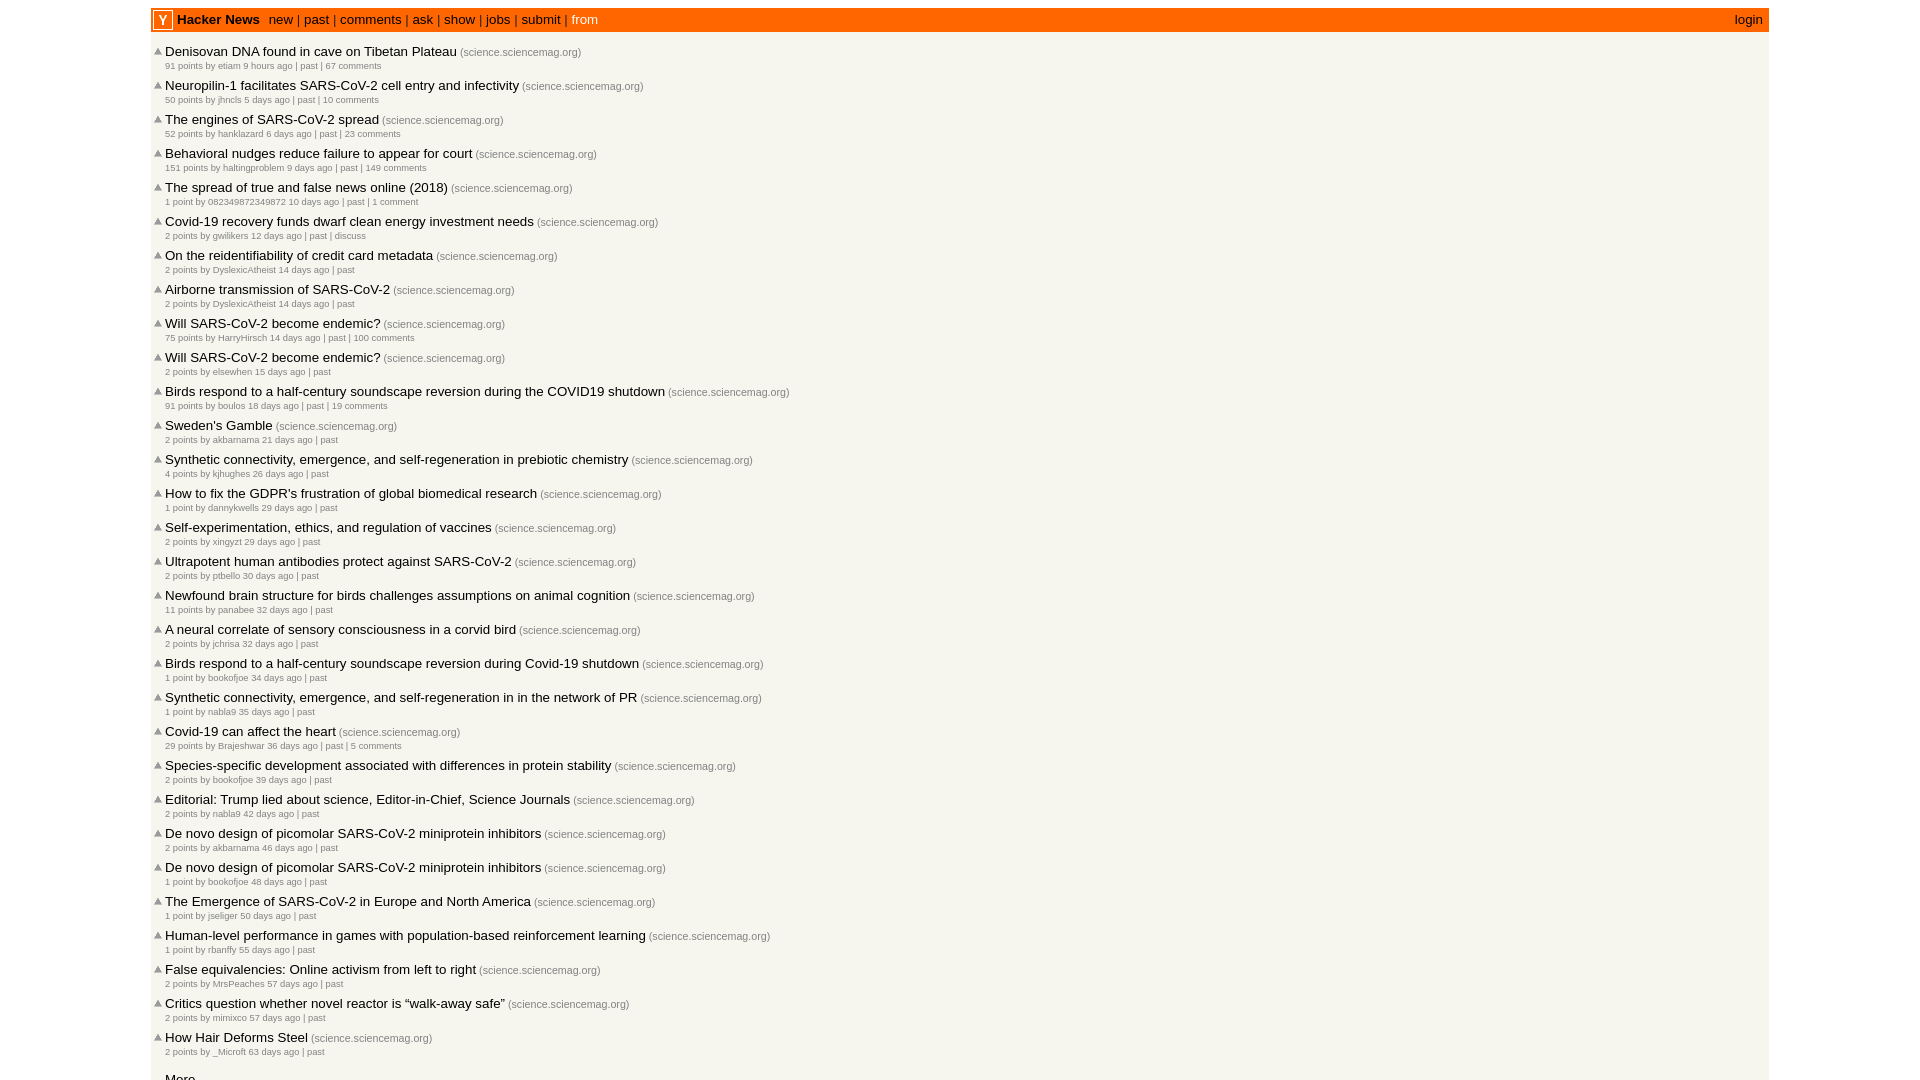 Y Hacker News new | past | comments | ask | show | jobs | submit | from login
Denisovan DNA found in cave on Tibetan Plateau (science.sciencemag.org)
91 points by etiam 9 hours ago | past | 67 comments
Neuropilin-1 facilitates SARS-CoV-2 cell entry and infectivity (science.sciencemag.org)
50 points by jhncls 5 days ago | past | 10 comments
The engines of SARS-CoV-2 spread (science.sciencemag.org)
52 points by hanklazard 6 days ago | past | 23 comments
Behavioral nudges reduce failure to appear for court (science.sciencemag.org)
151 points by haltingproblem 9 days ago | past | 149 comments
The spread of true and false news online (2018) (science.sciencemag.org)
1 point by 082349872349872 10 days ago | past | 1 comment
Covid-19 recovery funds dwarf clean energy investment needs (science.sciencemag.org)
2 points by gwilikers 12 days ago | past | discuss
On the reidentifiability of credit card metadata (science.sciencemag.org)
2 points by DyslexicAtheist 14 days ago | past
Airborne transmission of SARS-CoV-2 (science.sciencemag.org)
2 points by DyslexicAtheist 14 days ago | past
Will SARS-CoV-2 become endemic? (science.sciencemag.org)
75 points by HarryHirsch 14 days ago | past | 100 comments
Will SARS-CoV-2 become endemic? (science.sciencemag.org)
2 points by elsewhen 15 days ago | past
Birds respond to a half-century soundscape reversion during the COVID19 shutdown (science.sciencemag.org)
91 points by boulos 18 days ago | past | 19 comments
Sweden's Gamble (science.sciencemag.org)
2 points by akbarnama 21 days ago | past
Synthetic connectivity, emergence, and self-regeneration in prebiotic chemistry (science.sciencemag.org)
4 points by kjhughes 26 days ago | past
How to fix the GDPR's frustration of global biomedical research (science.sciencemag.org)
1 point by dannykwells 29 days ago | past
Self-experimentation, ethics, and regulation of vaccines (science.sciencemag.org)
2 points by xingyzt 29 days ago | past
Ultrapotent human antibodies protect against SARS-CoV-2 (science.sciencemag.org)
2 points by ptbello 30 days ago | past
Newfound brain structure for birds challenges assumptions on animal cognition (science.sciencemag.org)
11 points by panabee 32 days ago | past
A neural correlate of sensory consciousness in a corvid bird (science.sciencemag.org)
2 points by jchrisa 32 days ago | past
Birds respond to a half-century soundscape reversion during Covid-19 shutdown (science.sciencemag.org)
1 point by bookofjoe 34 days ago | past
Synthetic connectivity, emergence, and self-regeneration in in the network of PR (science.sciencemag.org)
1 point by nabla9 35 days ago | past
Covid-19 can affect the heart (science.sciencemag.org)
29 points by Brajeshwar 36 days ago | past | 5 comments
Species-specific development associated with differences in protein stability (science.sciencemag.org)
2 points by bookofjoe 39 days ago | past
Editorial: Trump lied about science, Editor-in-Chief, Science Journals (science.sciencemag.org)
2 points by nabla9 42 days ago | past
De novo design of picomolar SARS-CoV-2 miniprotein inhibitors (science.sciencemag.org)
2 points by akbarnama 46 days ago | past
De novo design of picomolar SARS-CoV-2 miniprotein inhibitors (science.sciencemag.org)
1 point by bookofjoe 48 days ago | past
The Emergence of SARS-CoV-2 in Europe and North America (science.sciencemag.org)
1 point by jseliger 50 days ago | past
Human-level performance in games with population-based reinforcement learning (science.sciencemag.org)
1 point by rbanffy 55 days ago | past
False equivalencies: Online activism from left to right (science.sciencemag.org)
2 points by MrsPeaches 57 days ago | past
Critics question whether novel reactor is “walk-away safe” (science.sciencemag.org)
2 points by mimixco 57 days ago | past
How Hair Deforms Steel (science.sciencemag.org)
2 points by _Microft 63 days ago | past
More